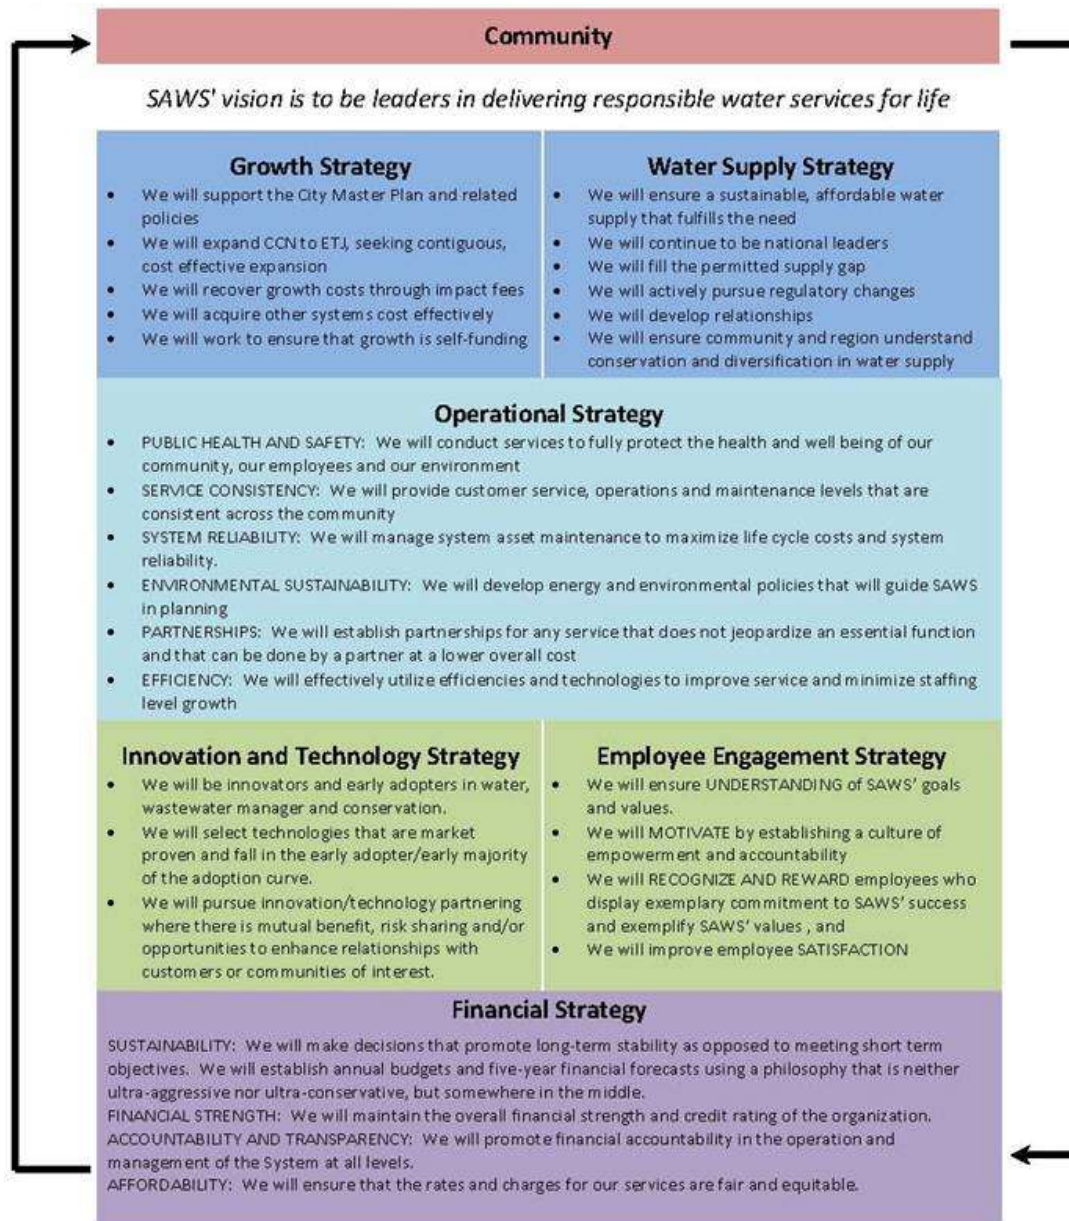 Community
SAWS' vision is to be leaders in delivering responsible water services for life
Growth Strategy
• We will support the City Master Plan and related
policies
• We will expand CCN to ETJ, seeking contiguous,
cost effective expansion
• We will recover growth costs through impact fees
• We will acquire other systems cost effectively
• We will work to ensure that growth is self-funding
Water Supply Strategy
• We will ensure a sustainable, affordable water
supply that fulfills the need
• We will continue to be national leaders
• We will fill the permitted supply gap
• We will actively pursue regulatory changes
• We will develop relationships
• We will ensure community and region understand
conservation and diversification in water supply
Operational Strategy
• PUBLIC HEALTH AND SAFETY: We will conduct services to fully protect the health and well being of our
community, our employees and our environment
• SERVICE CONSISTENCY: We will provide customer service, operations and maintenance levels that are
consistent across the community
• SYSTEM RELIABILITY: We will manage system asset maintenance to maximize life cycle costs and system
reliability.
• ENVIRONMENTAL SUSTAINABILITY: We will develop energy and environmental policies that will guide SAWS
in planning
• PARTNERSHIPS: We will establish partnerships for any service that does not jeopardize an essential function
and that can be done by a partner at a lower overall cost
• EFFICIENCY: We will effectively utilize efficiencies and technologies to improve service and minimize staffing
level growth
Innovation and Technology Strategy
• We will be innovators and early adopters in water,
wastewater manager and conservation.
• We will select technologies that are market
proven and fall in the early adopter/early majority
of the adoption curve.
• We will pursue innovation/technology partnering
where there is mutual benefit, risk sharing and/or
opportunities to enhance relationships with
customers or communities of interest.
Employee Engagement Strategy
• We will ensure UNDERSTANDING of SAWS' goals
and values.
• We will MOTIVATE by establishing a culture of
empowerment and accountability
• We will RECOGNIZE AND REWARD employees who
display exemplary commitment to SAWS' success
and exemplify SAWS' values , and
• We will improve employee SATISFACTION
Financial Strategy
SUSTAINABILITY: We will make decisions that promote long-term stability as opposed to meeting short term
objectives. We will establish annual budgets and five-year financial forecasts using a philosophy that is neither
ultra-aggressive nor ultra-conservative, but somewhere in the middle.
FINANCIAL STRENGTH: We will maintain the overall financial strength and credit rating of the organization.
ACCOUNTABILITY AND TRANSPARENCY: We will promote financial accountability in the operation and
management of the System at all levels.
AFFORDABILITY: We will ensure that the rates and charges for our services are fair and equitable.